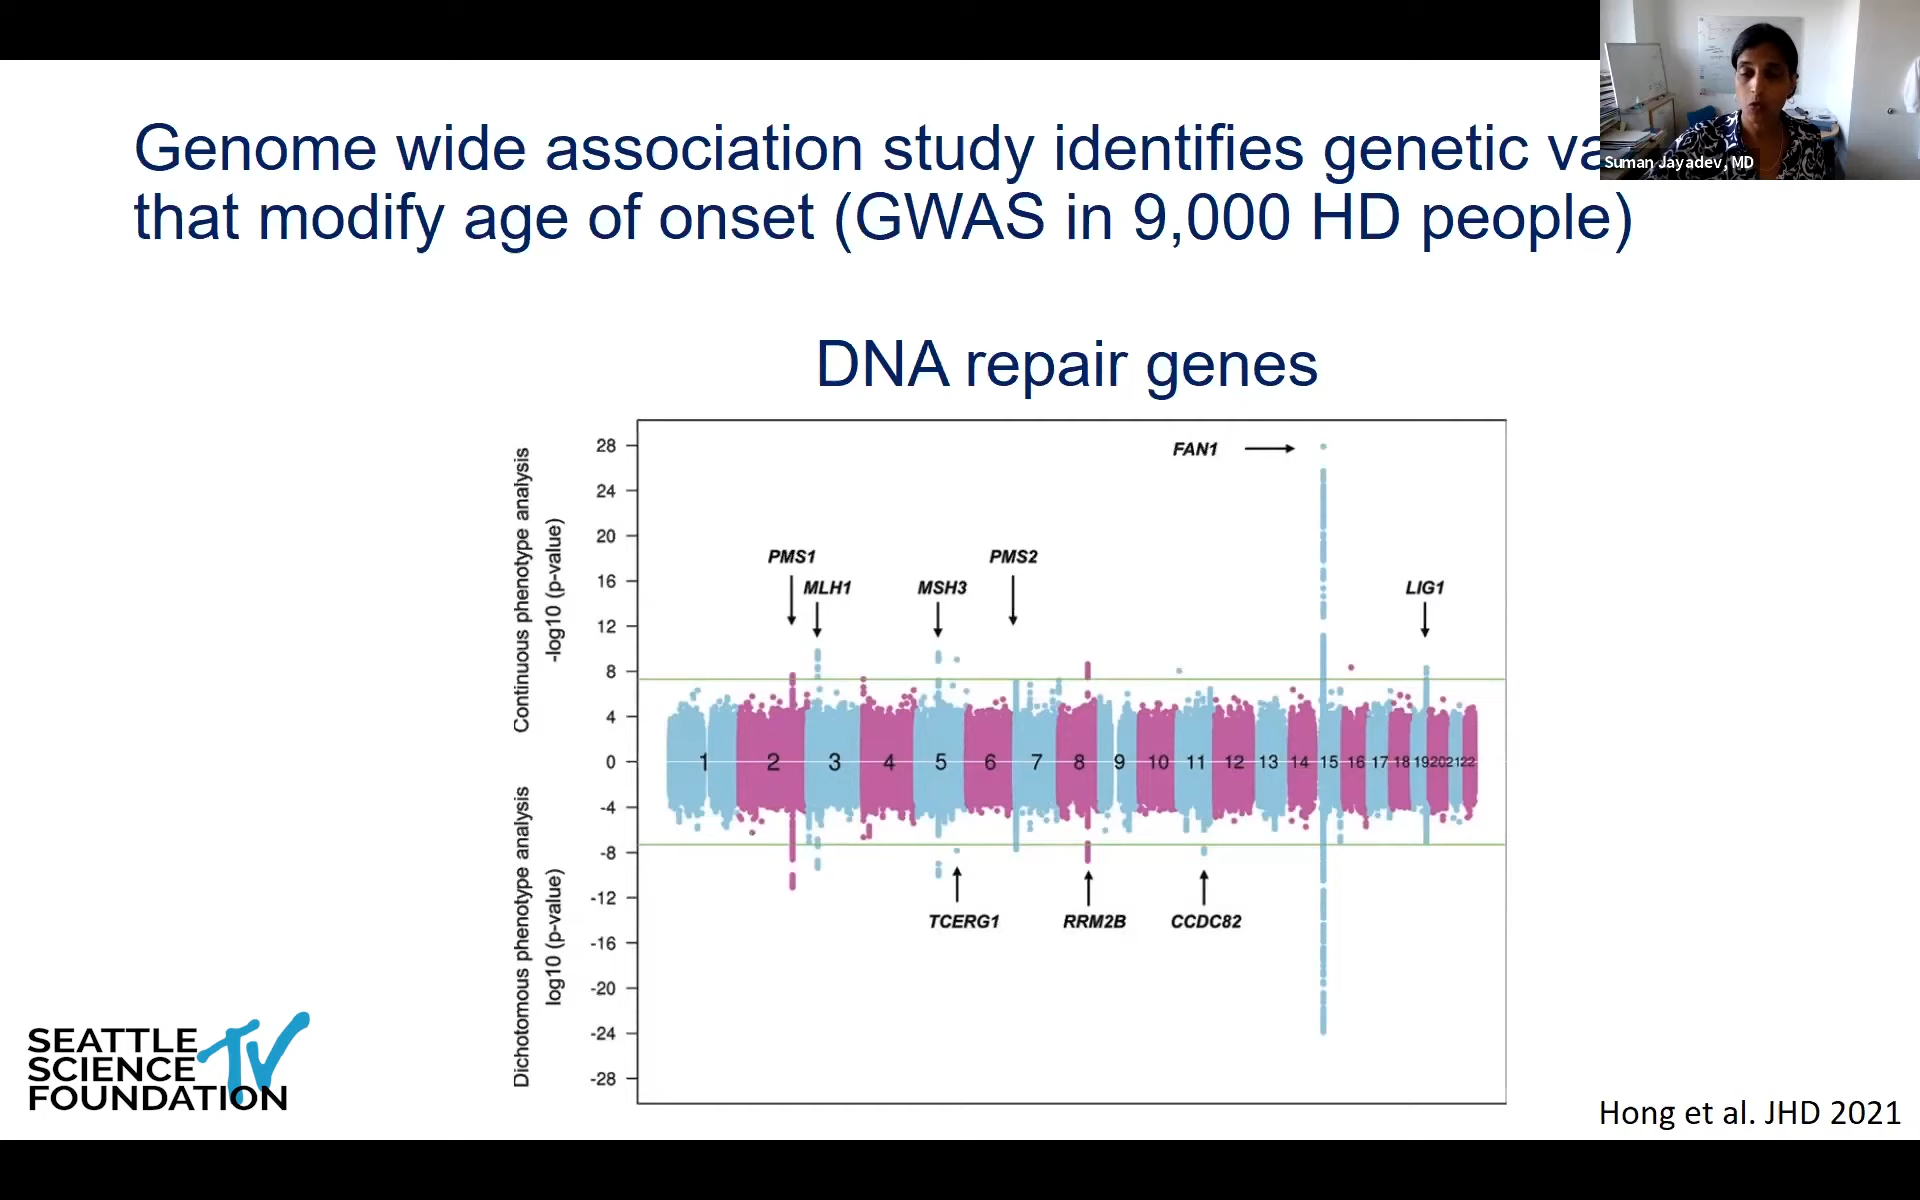 Genome wide association study identifies genetic va
that modify age of onset (GWAS in 9,000 HD people)
Suman Jayadev, MD
DNA repair genes
Continuous phenotype analysis
-log10 (p-value)
Dichotomous phenotype analysis
log10 (p-value)
28
24
20
16
12
8
4
0
-4
-8
-12
-16
-20
-24
-28
FAN1
PMS1
PMS2
MLH1
MSH3
LIG1
1 2 3 4 5 6 7 8 9 10 11 12 13 14 15 16 17 18 19 20 21 22
TCERG1
RRM2B
CCDC82
SEATTLE
SCIENCE
FOUNDATION
TV
Hong et al. JHD 2021